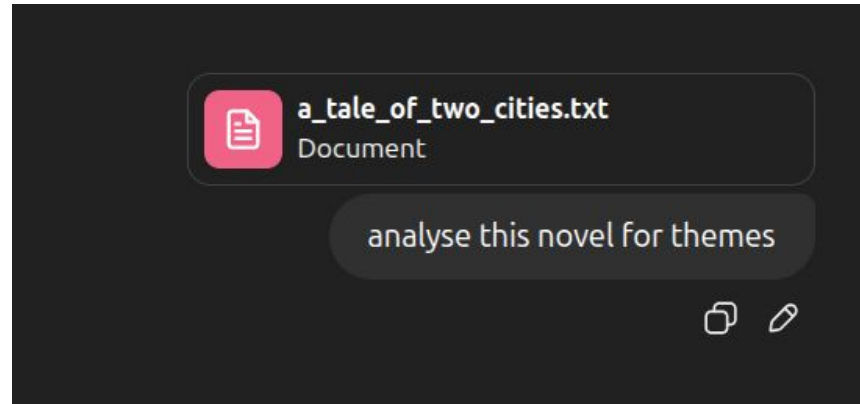 a_tale_of_two_cities.txt
Document
analyse this novel for themes